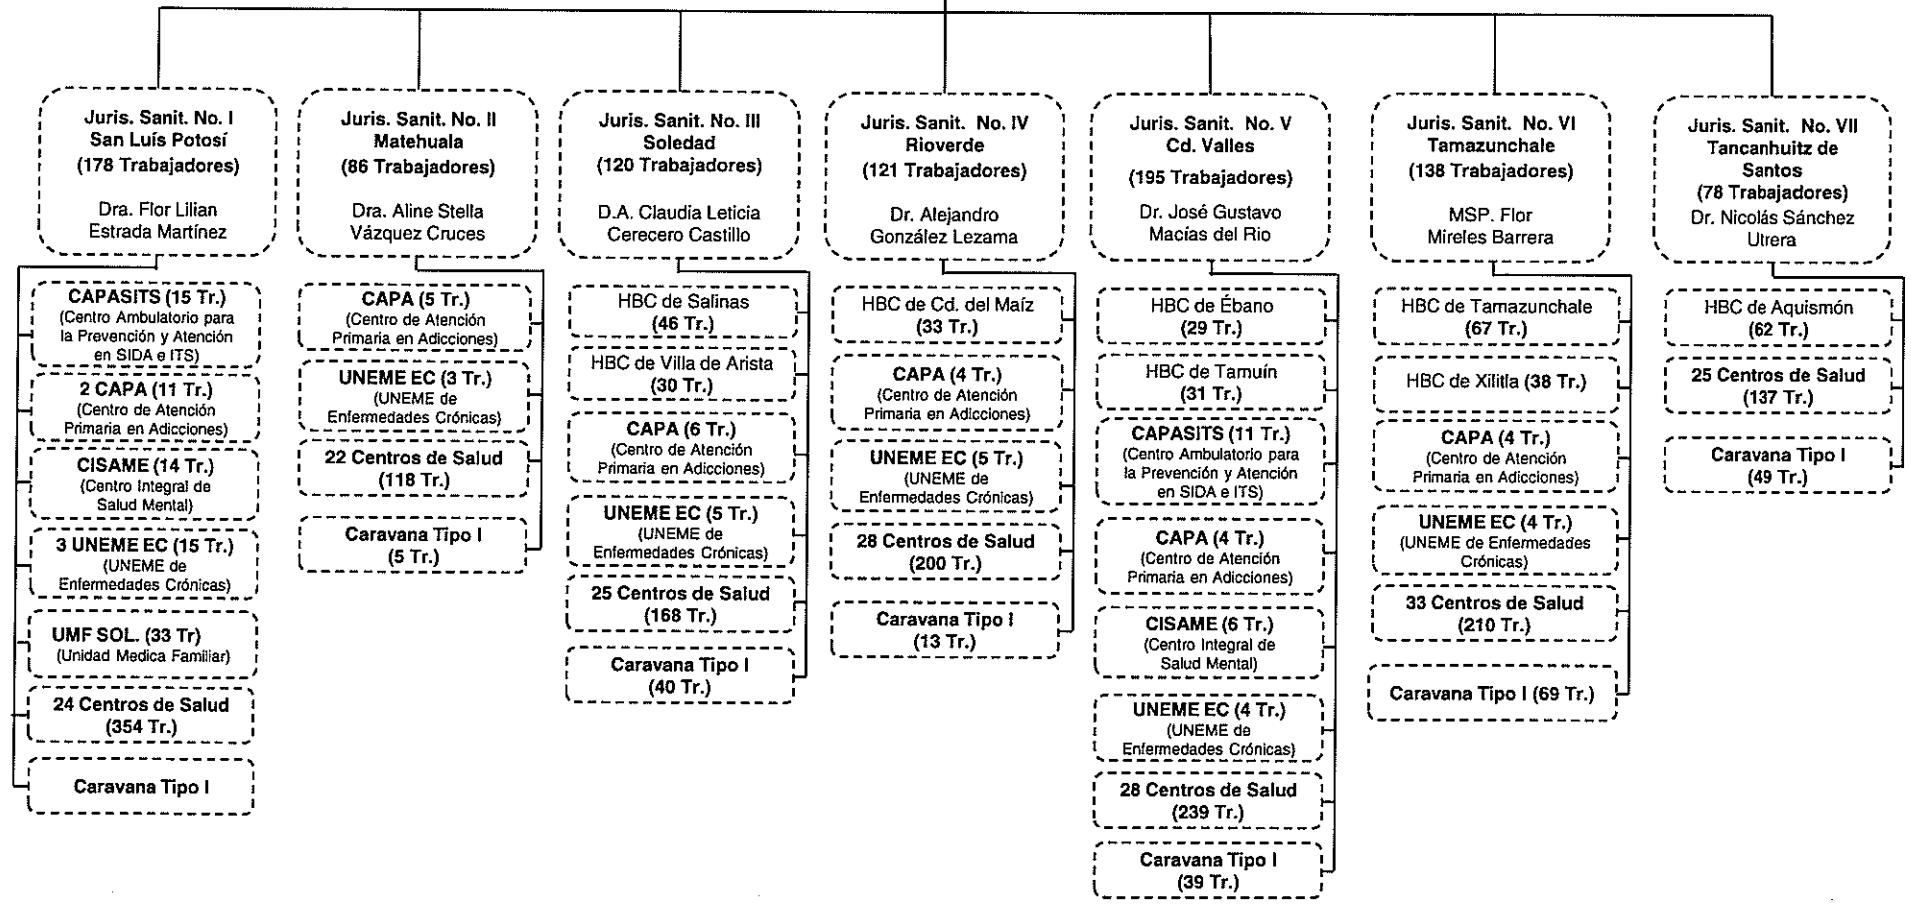 Juris. Sanit. No. I
San Luís Potosí
(178 Trabajadores)
Dra. Flor Lilian
Estrada Martínez
CAPASITS (15 Tr.)
(Centro Ambulatorio para
la Prevención y Atención
en SIDA e ITS)
2 CAPA (11 Tr.)
(Centro de Atención
Primaria en Adicciones)
CISAME (14 Tr.)
(Centro Integral de
Salud Mental)
3 UNEME EC (15 Tr.)
(UNEME de
Enfermedades Crónicas)
UMF SOL. (33 Tr)
(Unidad Medica Familiar)
24 Centros de Salud
(354 Tr.)
Caravana Tipo I
Juris. Sanit. No. II
Matehuala
(86 Trabajadores)
Dra. Aline Stella
Vázquez Cruces
CAPA (5 Tr.)
(Centro de Atención
Primaria en Adicciones)
UNEME EC (3 Tr.)
(UNEME de
Enfermedades Crónicas)
22 Centros de Salud
(118 Tr.)
Caravana Tipo I
(5 Tr.)
Juris. Sanit. No. III
Soledad
(120 Trabajadores)
D.A. Claudia Leticia
Cerecero Castillo
HBC de Salinas
(46 Tr.)
HBC de Villa de Arista
(30 Tr.)
CAPA (6 Tr.)
(Centro de Atención
Primaria en Adicciones)
UNEME EC (5 Tr.)
(UNEME de
Enfermedades Crónicas)
25 Centros de Salud
(168 Tr.)
Caravana Tipo I
(40 Tr.)
Juris. Sanit. No. IV
Rioverde
(121 Trabajadores)
Dr. Alejandro
González Lezama
HBC de Cd. del Maíz
(33 Tr.)
CAPA (4 Tr.)
(Centro de Atención
Primaria en Adicciones)
UNEME EC (5 Tr.)
(UNEME de
Enfermedades Crónicas)
28 Centros de Salud
(200 Tr.)
Caravana Tipo I
(13 Tr.)
Juris. Sanit. No. V
Cd. Valles
(195 Trabajadores)
Dr. José Gustavo
Macías del Rio
HBC de Ébano
(29 Tr.)
HBC de Tamuín
(31 Tr.)
CAPASITS (11 Tr.)
(Centro Ambulatorio para
la Prevención y Atención
en SIDA e ITS)
CAPA (4 Tr.)
(Centro de Atención
Primaria en Adicciones)
CISAME (6 Tr.)
(Centro Integral de
Salud Mental)
UNEME EC (4 Tr.)
(UNEME de
Enfermedades Crónicas)
28 Centros de Salud
(239 Tr.)
Caravana Tipo I
(39 Tr.)
Juris. Sanit. No. VI
Tamazunchale
(138 Trabajadores)
MSP. Flor
Mireles Barrera
HBC de Tamazunchale
(67 Tr.)
HBC de Xilitla (38 Tr.)
CAPA (4 Tr.)
(Centro de Atención
Primaria en Adicciones)
UNEME EC (4 Tr.)
(UNEME de Enfermedades
Crónicas)
33 Centros de Salud
(210 Tr.)
Caravana Tipo I (69 Tr.)
Juris. Sanit. No. VII
Tancanhuitz de
Santos
(78 Trabajadores)
Dr. Nicolás Sánchez
Utrera
HBC de Aquismón
(62 Tr.)
25 Centros de Salud
(137 Tr.)
Caravana Tipo I
(49 Tr.)